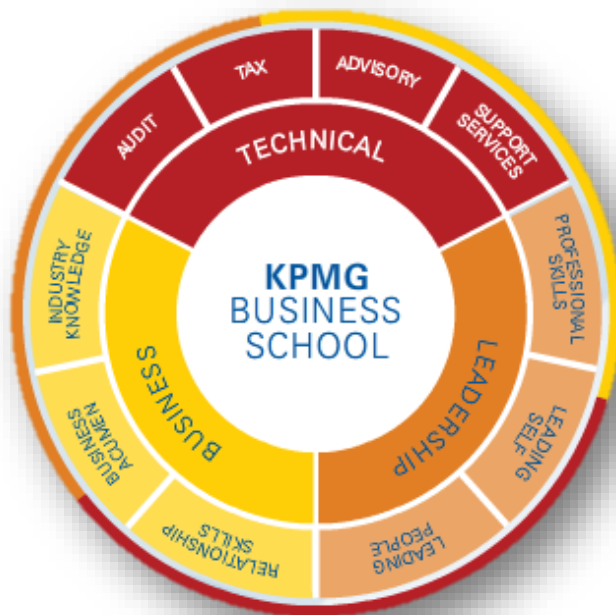 KPMG
BUSINESS
SCHOOL
TECHNICAL
AUDIT
TAX
ADVISORY
SUPPORT
SERVICES
LEADERSHIP
PROFESSIONAL
SKILLS
LEADING
SELF
LEADING
PEOPLE
BUSINESS
RELATIONSHIP
SKILLS
BUSINESS
ACUMEN
INDUSTRY
KNOWLEDGE